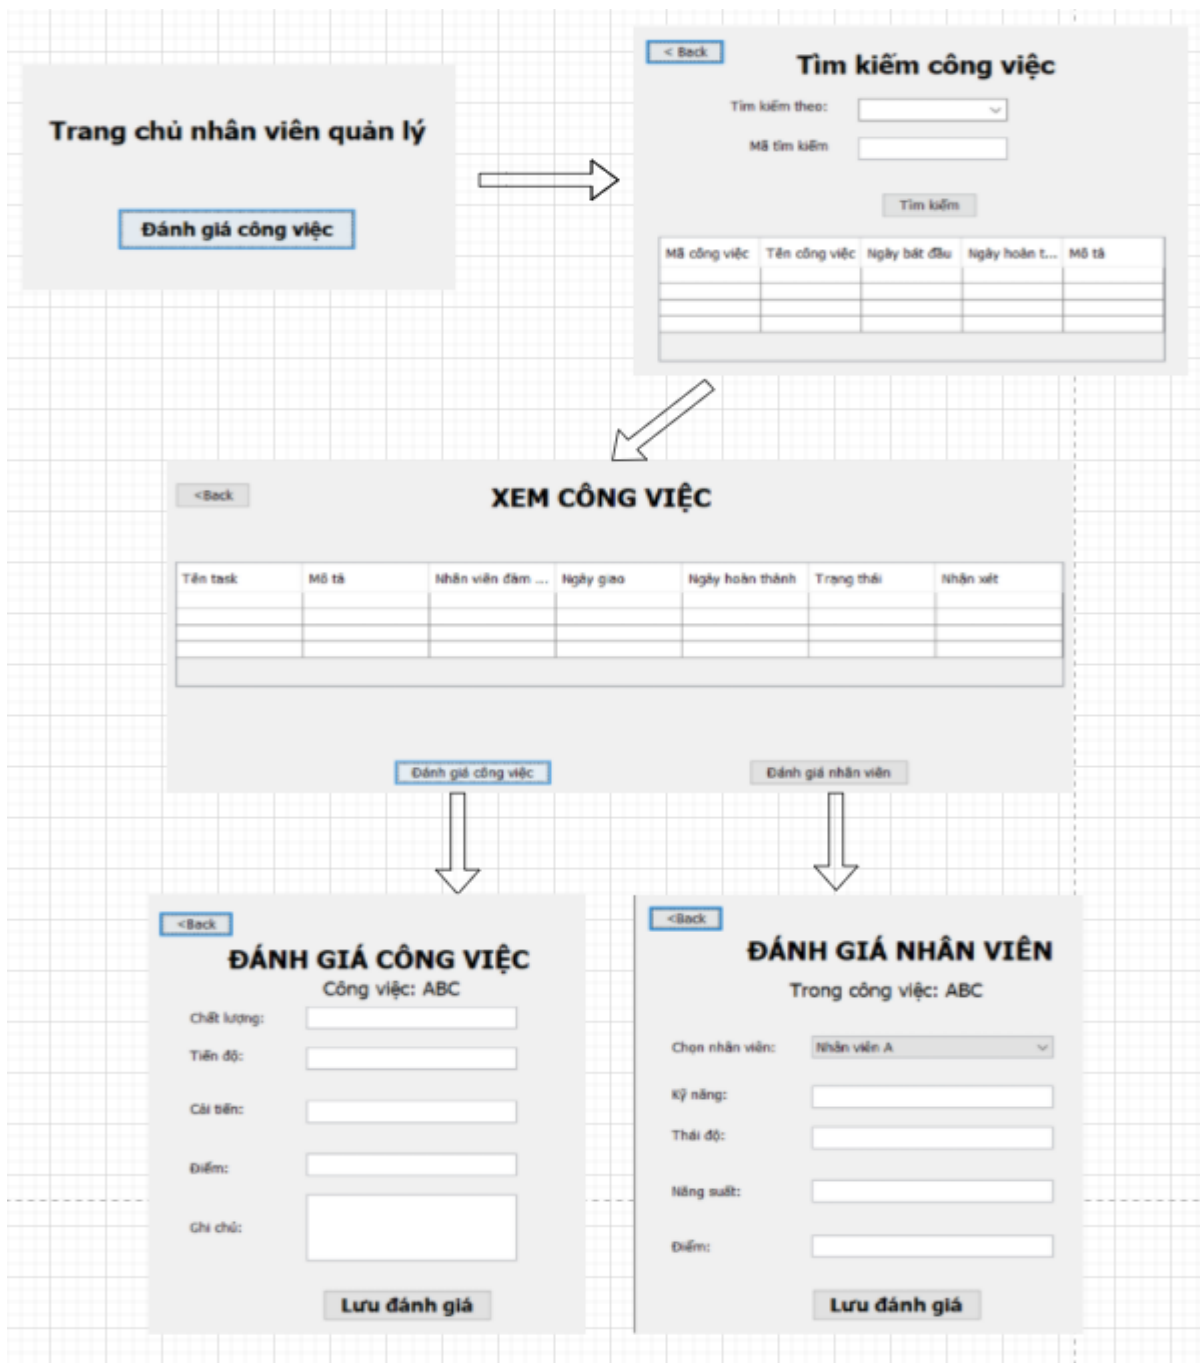 Trang chủ nhân viên quản lý
Đánh giá công việc
< Back
Tìm kiếm công việc
Tìm kiếm theo:
Mã tìm kiếm
Tìm kiếm
Mã công việc Tên công việc Ngày bắt đầu Ngày hoàn t... Mô tả
<Back
XEM CÔNG VIỆC
Tên task Mô tả Nhân viên đảm ... Ngày giao Ngày hoàn thành Trạng thái Nhận xét
Đánh giá công việc Đánh giá nhân viên
<Back
ĐÁNH GIÁ CÔNG VIỆC
Công việc: ABC
Chất lượng:
Tiến độ:
Cải tiến:
Điểm:
Ghi chú:
Lưu đánh giá
<Back
ĐÁNH GIÁ NHÂN VIÊN
Trong công việc: ABC
Chọn nhân viên: Nhân viên A
Kỹ năng:
Thái độ:
Năng suất:
Điểm:
Lưu đánh giá